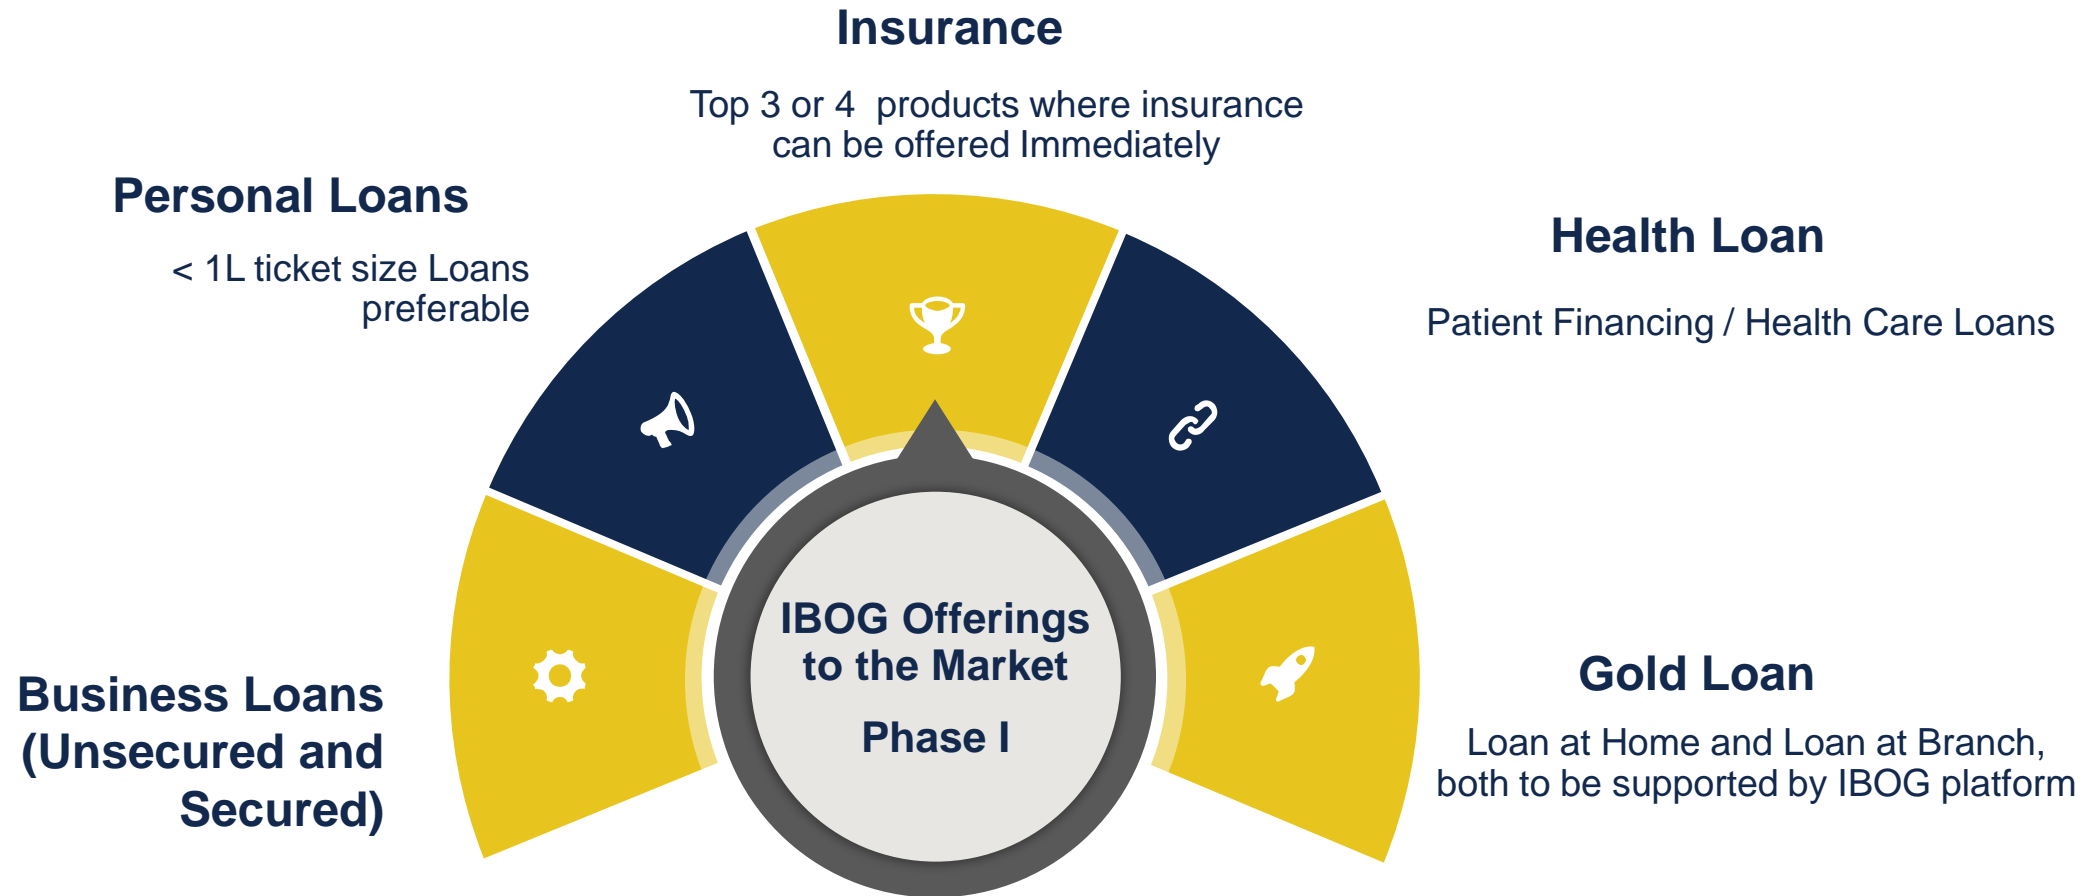 Insurance
Top 3 or 4 products where insurance
can be offered Immediately
Personal Loans
< 1L ticket size Loans
preferable
Health Loan
Patient Financing / Health Care Loans
IBOG Offerings
to the Market
Phase I
Business Loans
(Unsecured and
Secured)
Gold Loan
Loan at Home and Loan at Branch,
both to be supported by IBOG platform